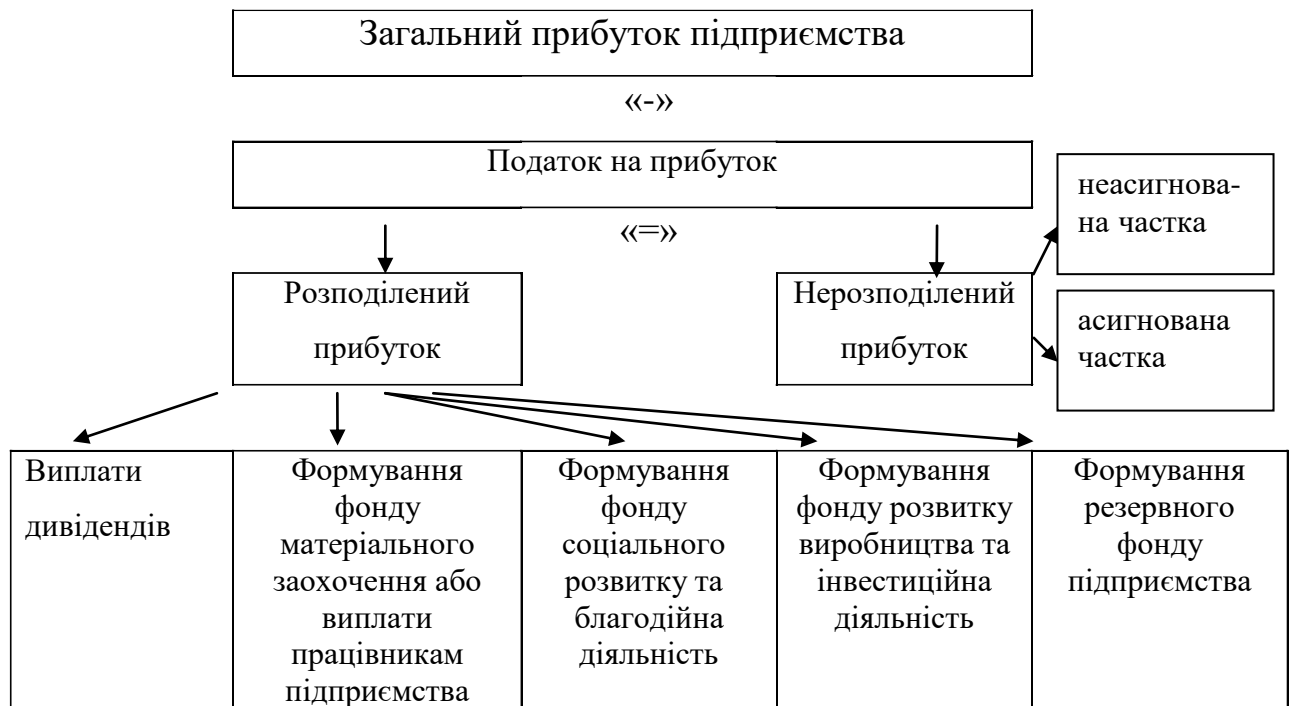 Загальний прибуток підприємства
«-»
Податок на прибуток
неасигнова-
на частка
«=»
Розподілений
прибуток
Нерозподілений
прибуток
асигнована
частка
Виплати
дивідендів
Формування
фонду
матеріального
заохочення або
виплати
працівникам
підприємства
Формування
фонду
соціального
розвитку та
благодійна
діяльність
Формування
фонду розвитку
виробництва та
інвестиційна
діяльність
Формування
резервного
фонду
підприємства